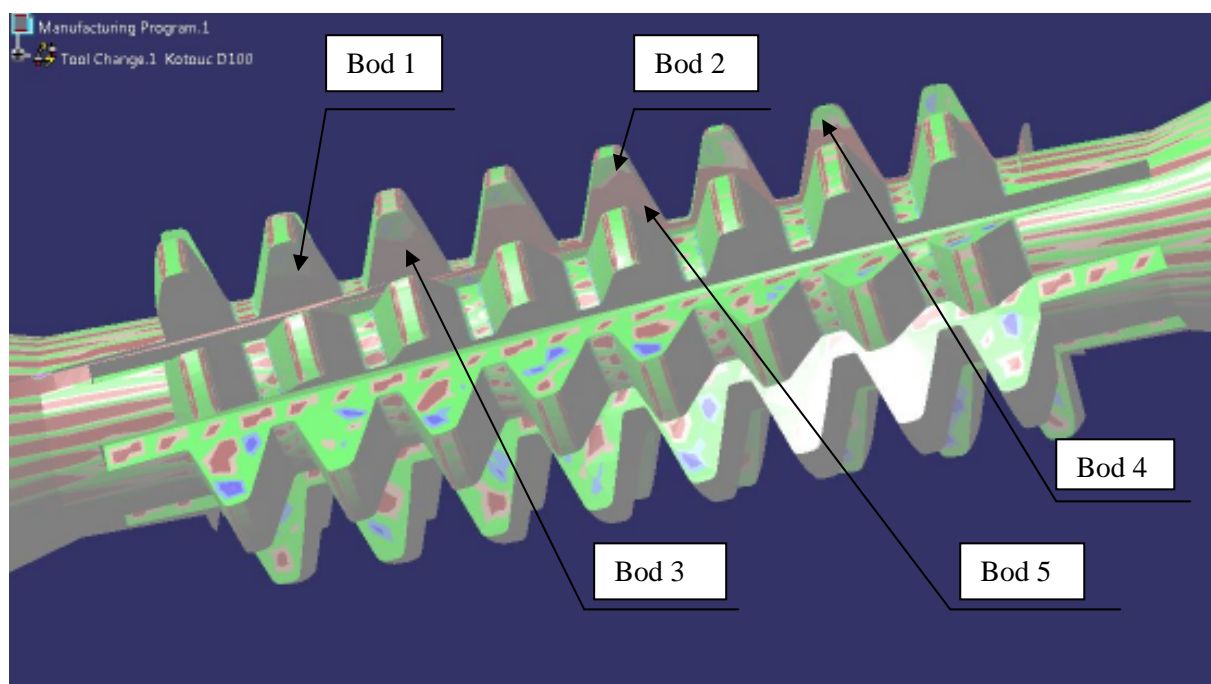 Manufacturing Program.1
Tool Change.1 Kotouc D100
Bod 1
Bod 2
Bod 4
Bod 3
Bod 5